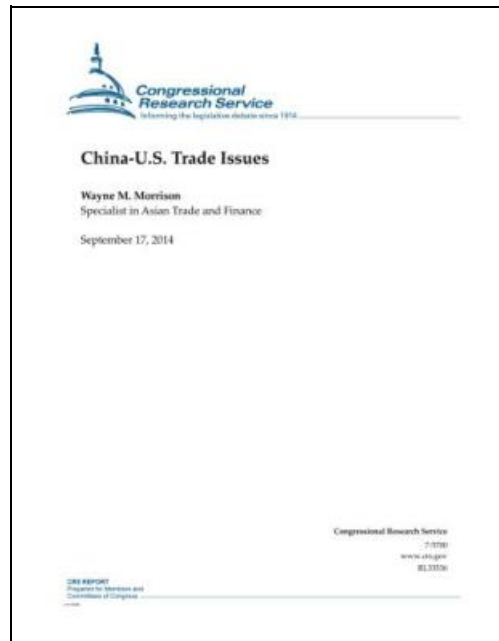 Congressional
Research Service
Informing the legislative debate since 1914
China-U.S. Trade Issues
Wayne M. Morrison
Specialist in Asian Trade and Finance
September 17, 2014
Congressional Research Service
7-5700
www.crs.gov
RL33536
CRS REPORT
Prepared for Members and
Committees of Congress